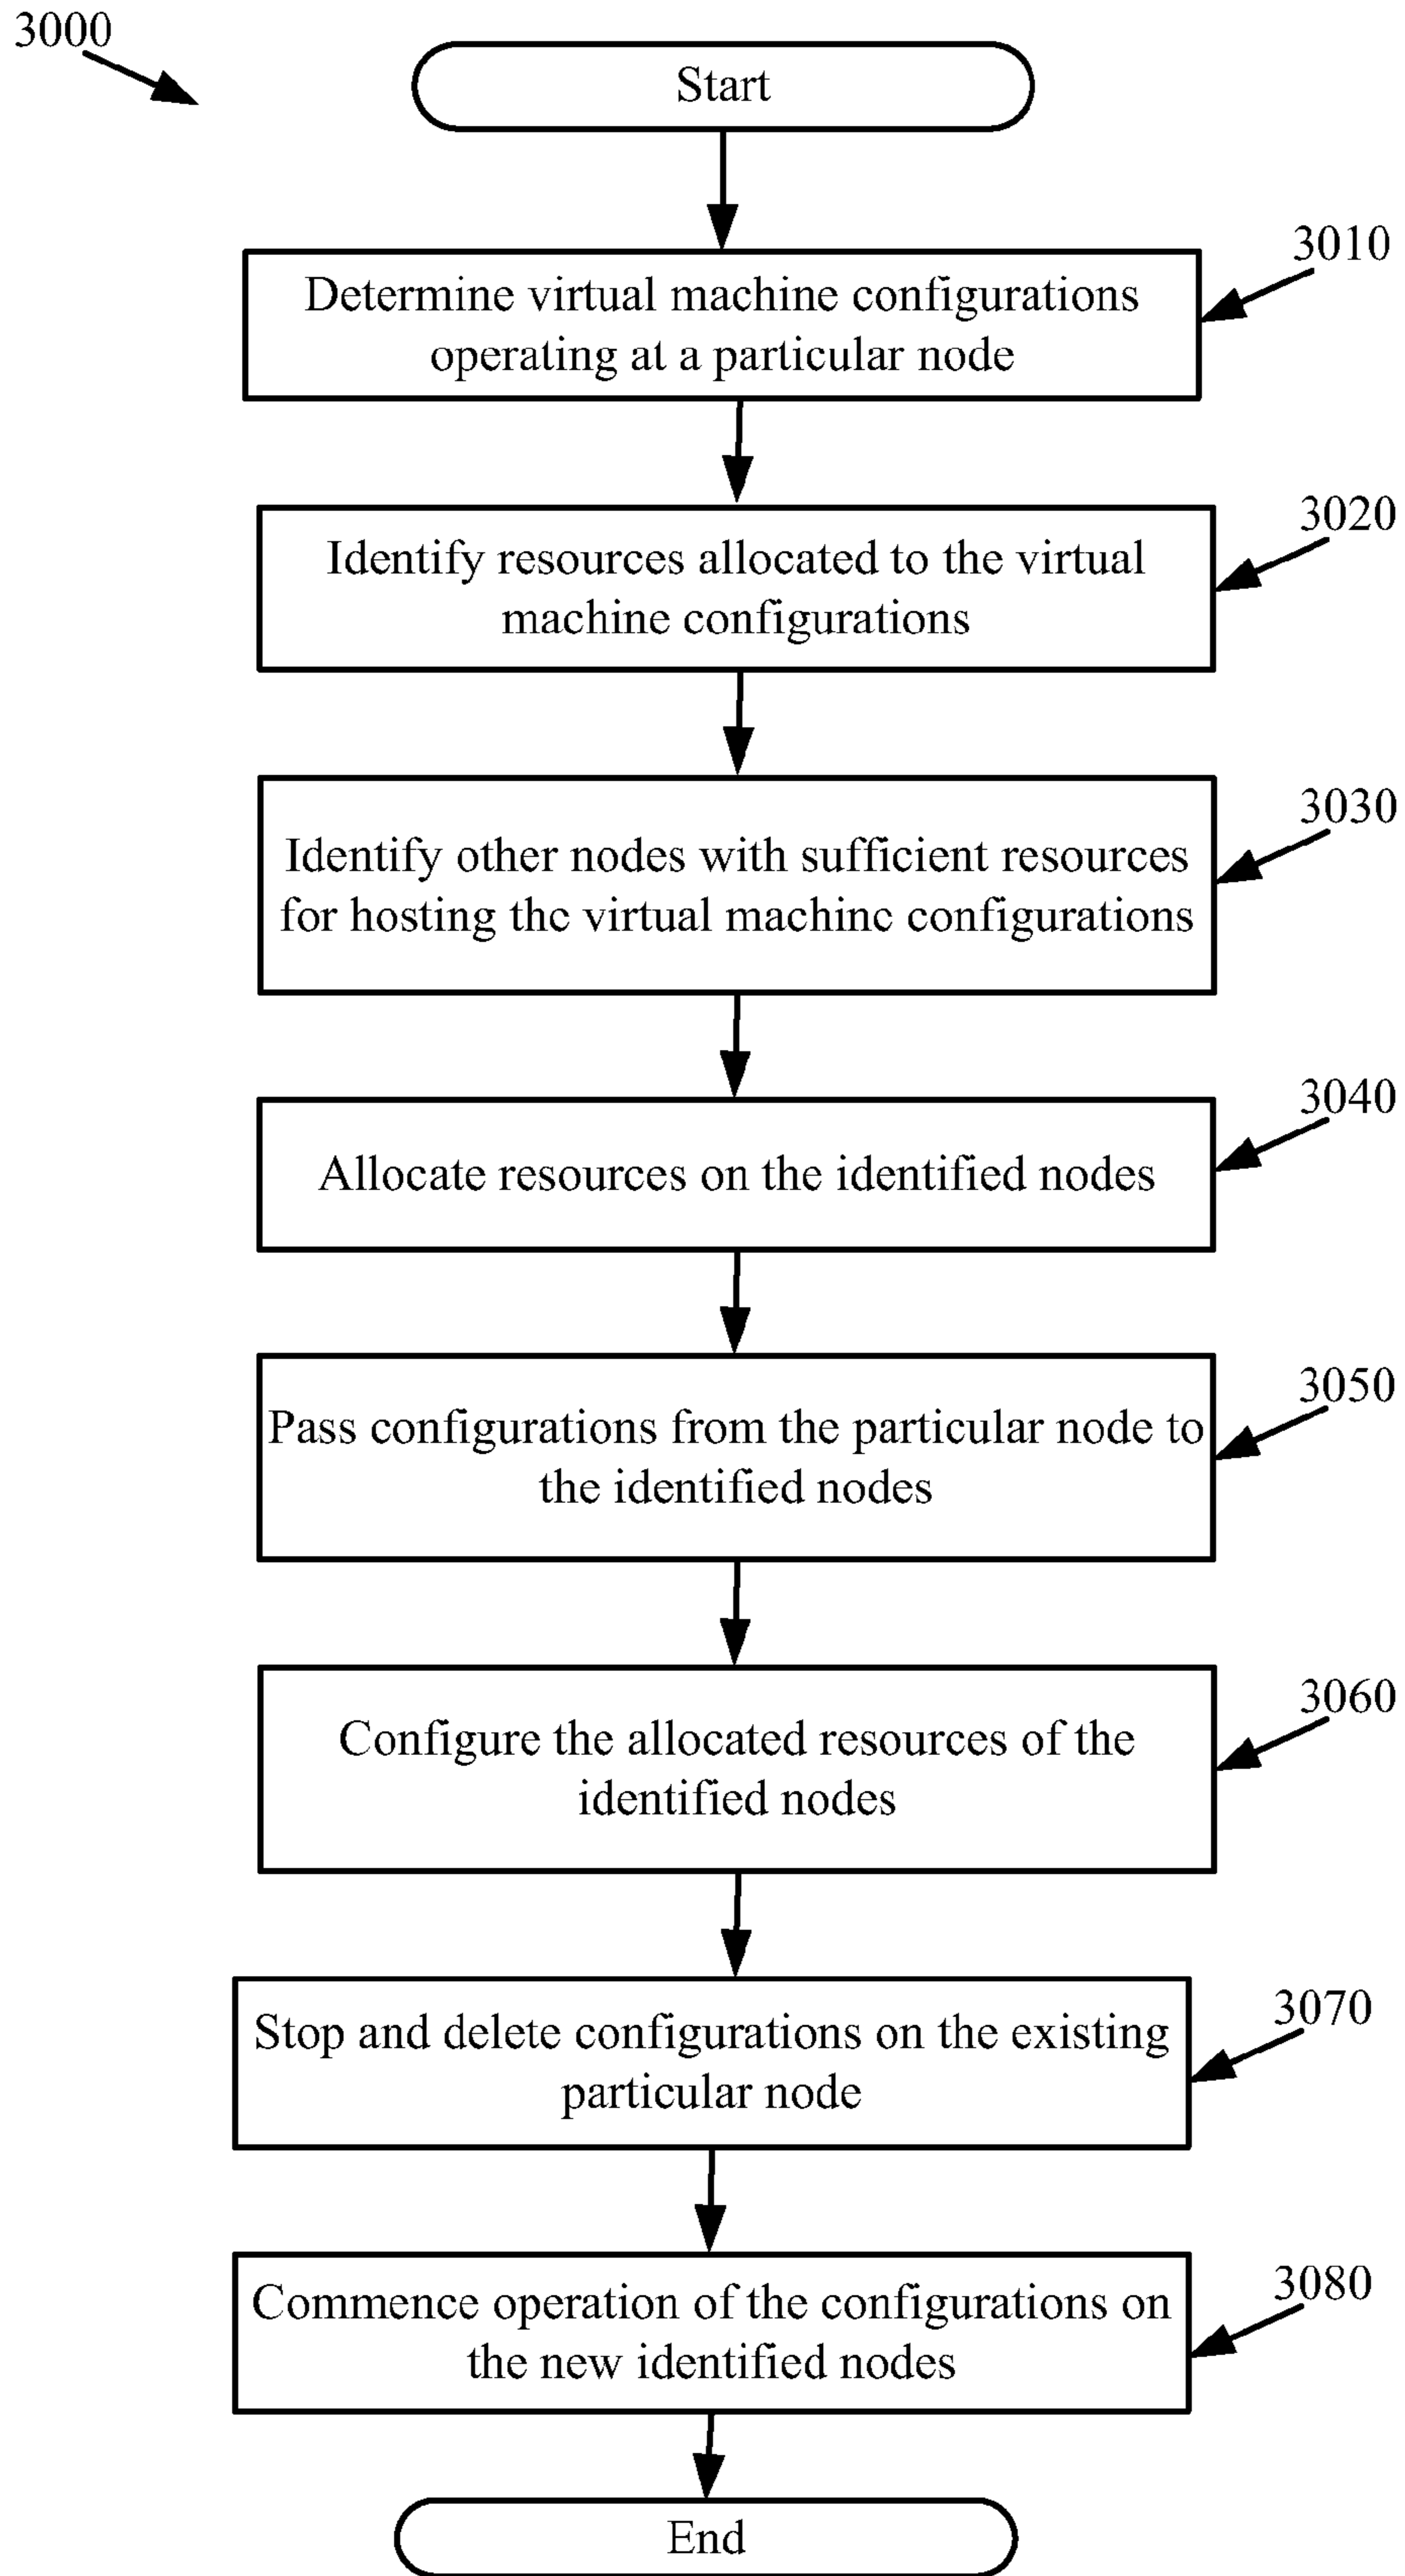 3000
Start
3010
Determine virtual machine configurations
operating at a particular node
3020
Identify resources allocated to the virtual
machine configurations
3030
Identify other nodes with sufficient resources
for hosting the virtual machine configurations
3040
Allocate resources on the identified nodes
3050
Pass configurations from the particular node to
the identified nodes
3060
Configure the allocated resources of the
identified nodes
3070
Stop and delete configurations on the existing
particular node
3080
Commence operation of the configurations on
the new identified nodes
End